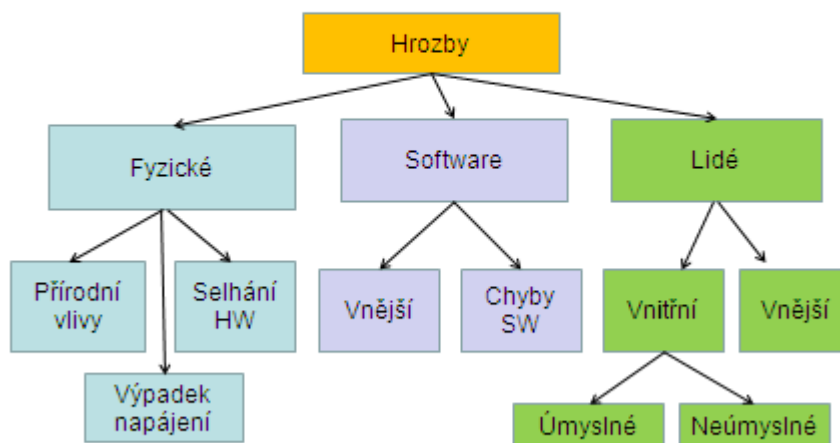 Hrozby
Fyzické
Software
Lidé
Přírodní
vlivy
Selhání
HW
Vnější
Chyby
SW
Vnitřní
Vnější
Výpadek
napájení
Úmyslné
Neúmyslné